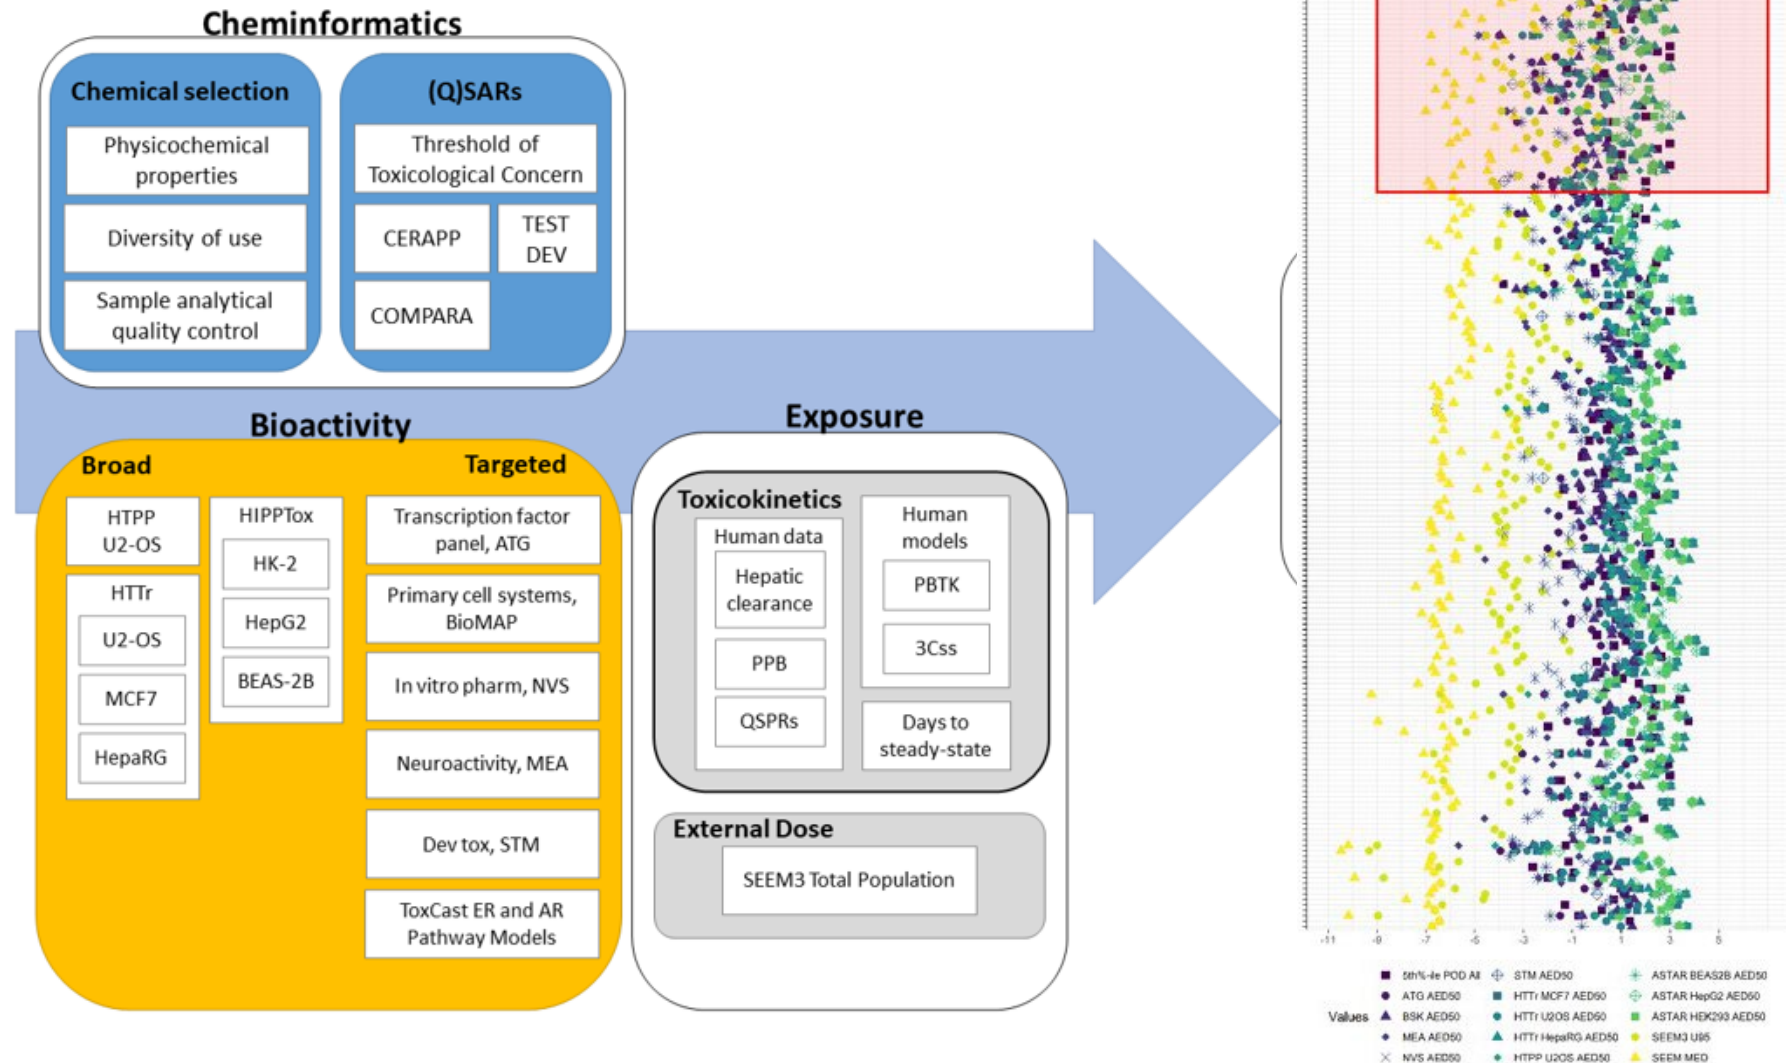 Cheminformatics
Chemical selection
Physicochemical
properties
Diversity of use
Sample analytical
quality control
(Q)SARs
Threshold of
Toxicological Concern
CERAPP
TEST
DEV
COMPARA
Bioactivity
Broad
Targeted
HTPP
U2-OS
HTTr
U2-OS
MCF7
HepaRG
HIPPTox
HK-2
HepG2
BEAS-2B
Transcription factor
panel, ATG
Primary cell systems,
BioMAP
In vitro pharm, NVS
Neuroactivity, MEA
Dev tox, STM
ToxCast ER and AR
Pathway Models
Exposure
Toxicokinetics
Human data
Hepatic
clearance
PPB
QSPRs
Human
models
PBTK
3Css
Days to
steady-state
External Dose
SEEM3 Total Population
-11 -9 -7 -5 -3 -1 1 3 5
Values
5th%-ile POD All
ATG AED50
BSK AED50
MEA AED50
NVS AED50
STM AED50
HTTr MCF7 AED50
HTTr U2OS AED50
HTTr HepaRG AED50
HTPP U2OS AED50
ASTAR BEAS2B AED50
ASTAR HepG2 AED50
ASTAR HEK293 AED50
SEEM3 U95
SEEM MED